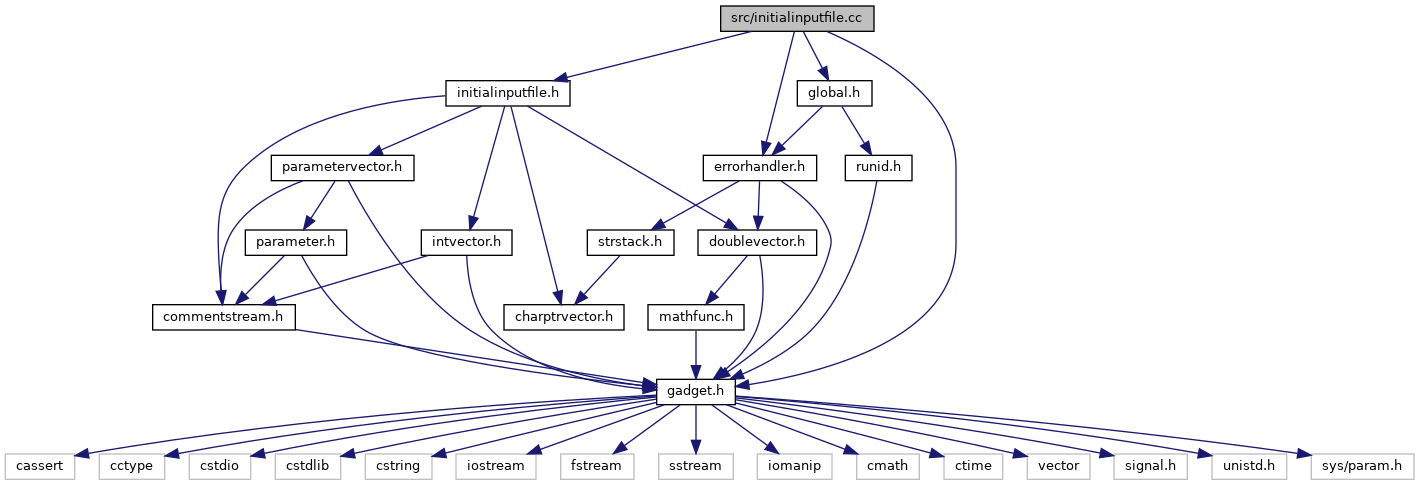 src/initialinputfile.cc
initialinputfile.h
global.h
parametervector.h
errorhandler.h
runid.h
parameter.h
intvector.h
strstack.h
doublevector.h
commentstream.h
charptrvector.h
mathfunc.h
gadget.h
cassert
cctype
cstdio
cstdlib
cstring
iostream
fstream
sstream
iomanip
cmath
ctime
vector
signal.h
unistd.h
sys/param.h